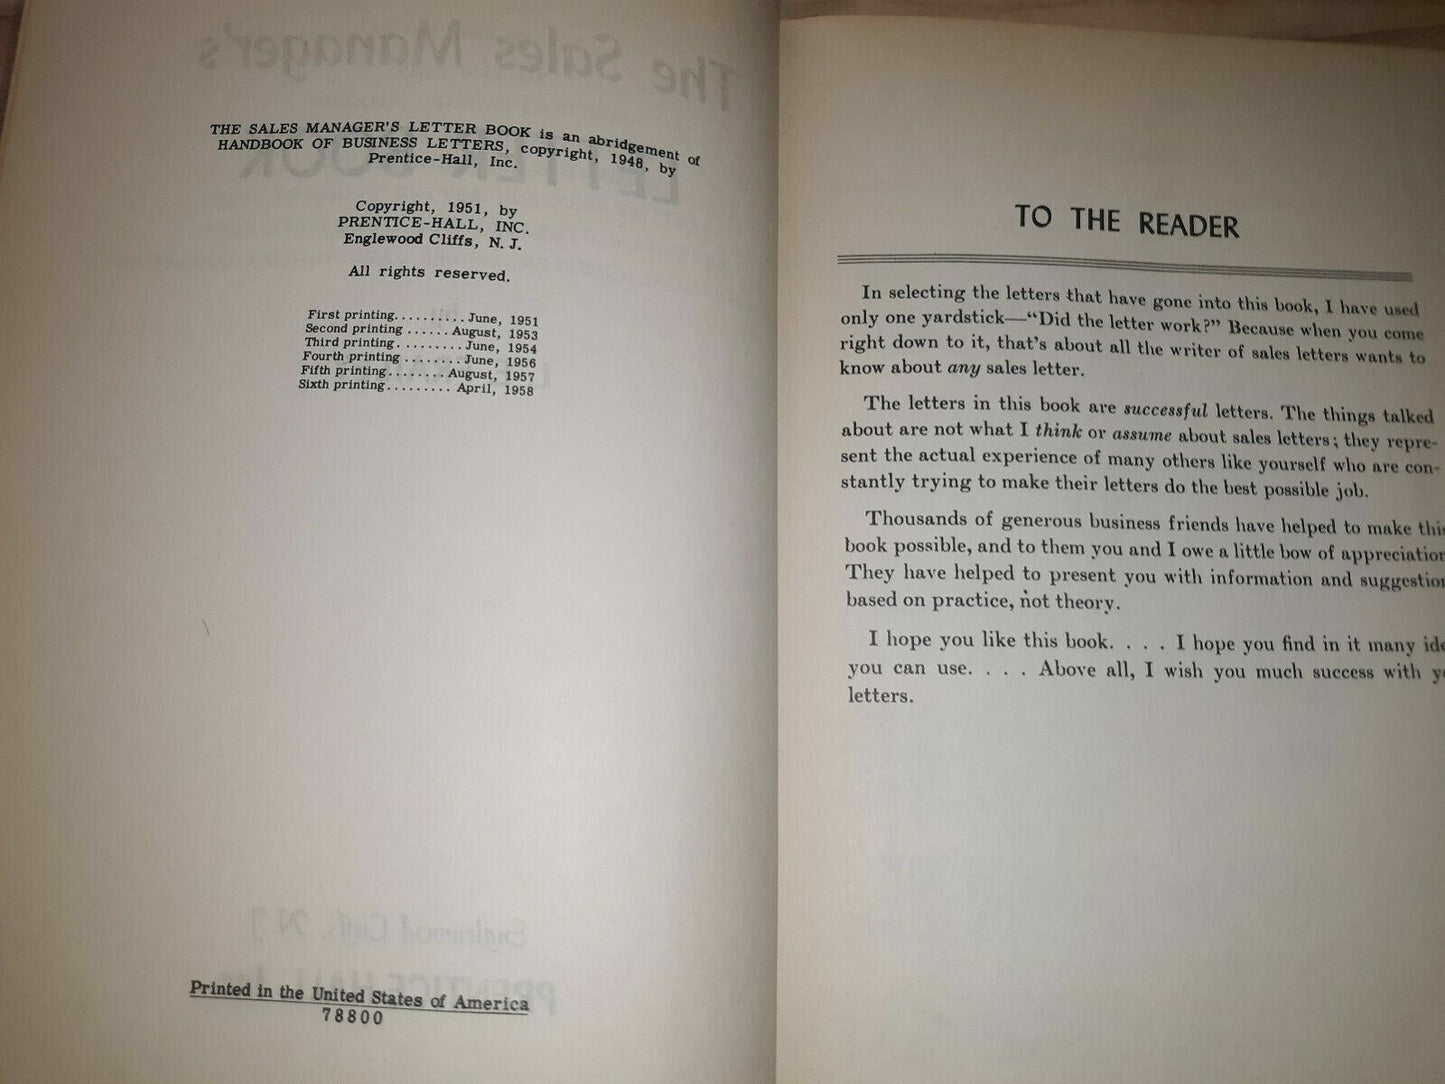 THE SALES MANAGER'S LETTER BOOK is an abridgement of
HANDBOOK OF BUSINESS LETTERS, copyright, 1948, by
Prentice-Hall, Inc.
Copyright, 1951, by
PRENTICE-HALL, INC.
Englewood Cliffs, N. J.
All rights reserved.
First printing.......... June, 1951
Second printing ...... August, 1953
Third printing......... June, 1954
Fourth printing ........ June, 1956
Fifth printing........ August, 1957
Sixth printing......... April, 1958
Printed in the United States of America
78800
TO THE READER
In selecting the letters that have gone into this book, I have used
only one yardstick—“Did the letter work?” Because when you come
right down to it, that's about all the writer of sales letters wants to
know about any sales letter.
The letters in this book are successful letters. The things talked
about are not what I think or assume about sales letters; they repre-
sent the actual experience of many others like yourself who are con-
stantly trying to make their letters do the best possible job.
Thousands of generous business friends have helped to make this
book possible, and to them you and I owe a little bow of appreciation
They have helped to present you with information and suggestion
based on practice, not theory.
I hope you like this book. . . . I hope you find in it many ide
you can use. . . . Above all, I wish you much success with y
letters.